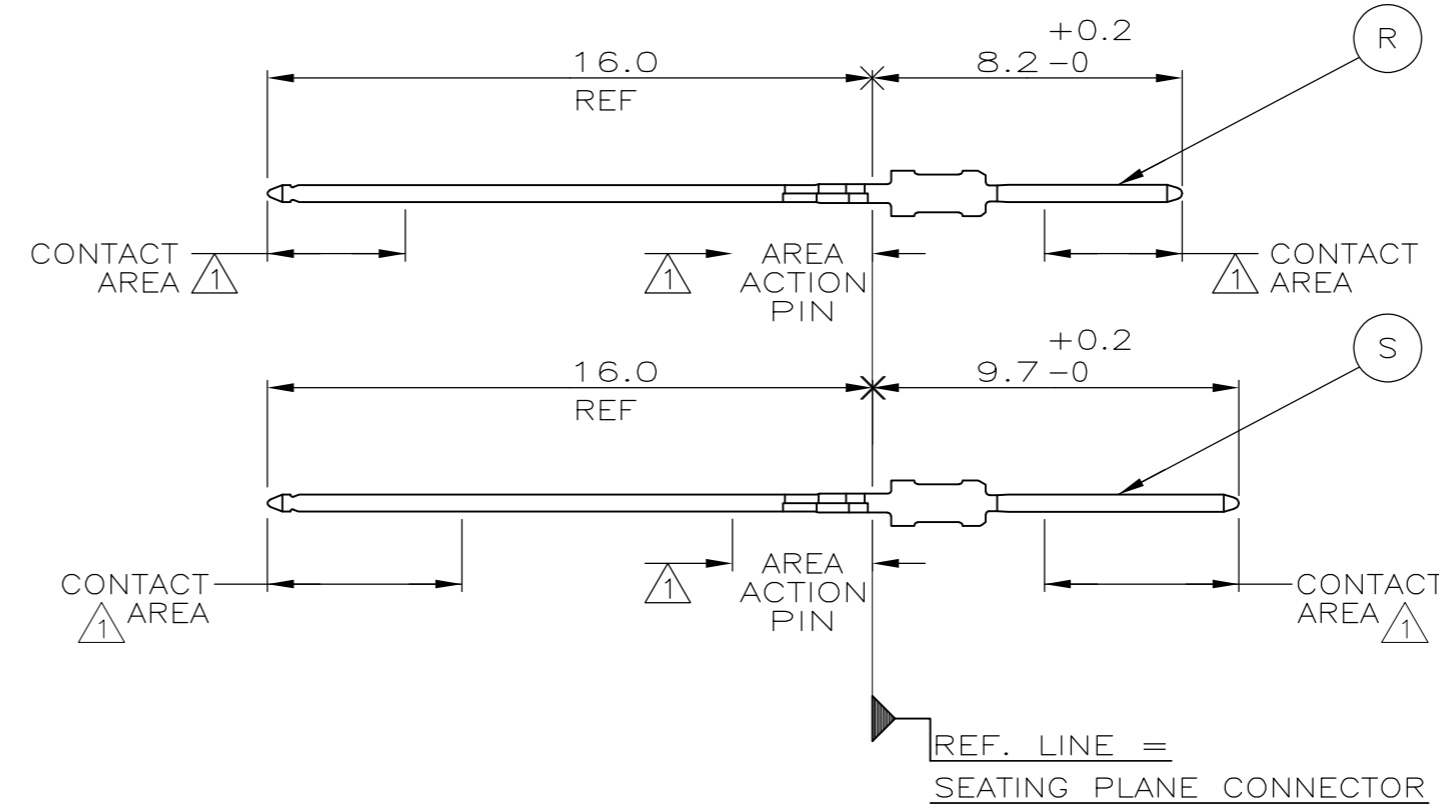 +0.2
16.0
8.2 -0
REF
R
CONTACT
AREA 1
1
AREA
ACTION
PIN
1
CONTACT
AREA
+0.2
16.0
9.7 -0
REF
S
CONTACT
1 AREA
1
AREA
ACTION
PIN
CONTACT
AREA 1
REF. LINE =
SEATING PLANE CONNECTOR